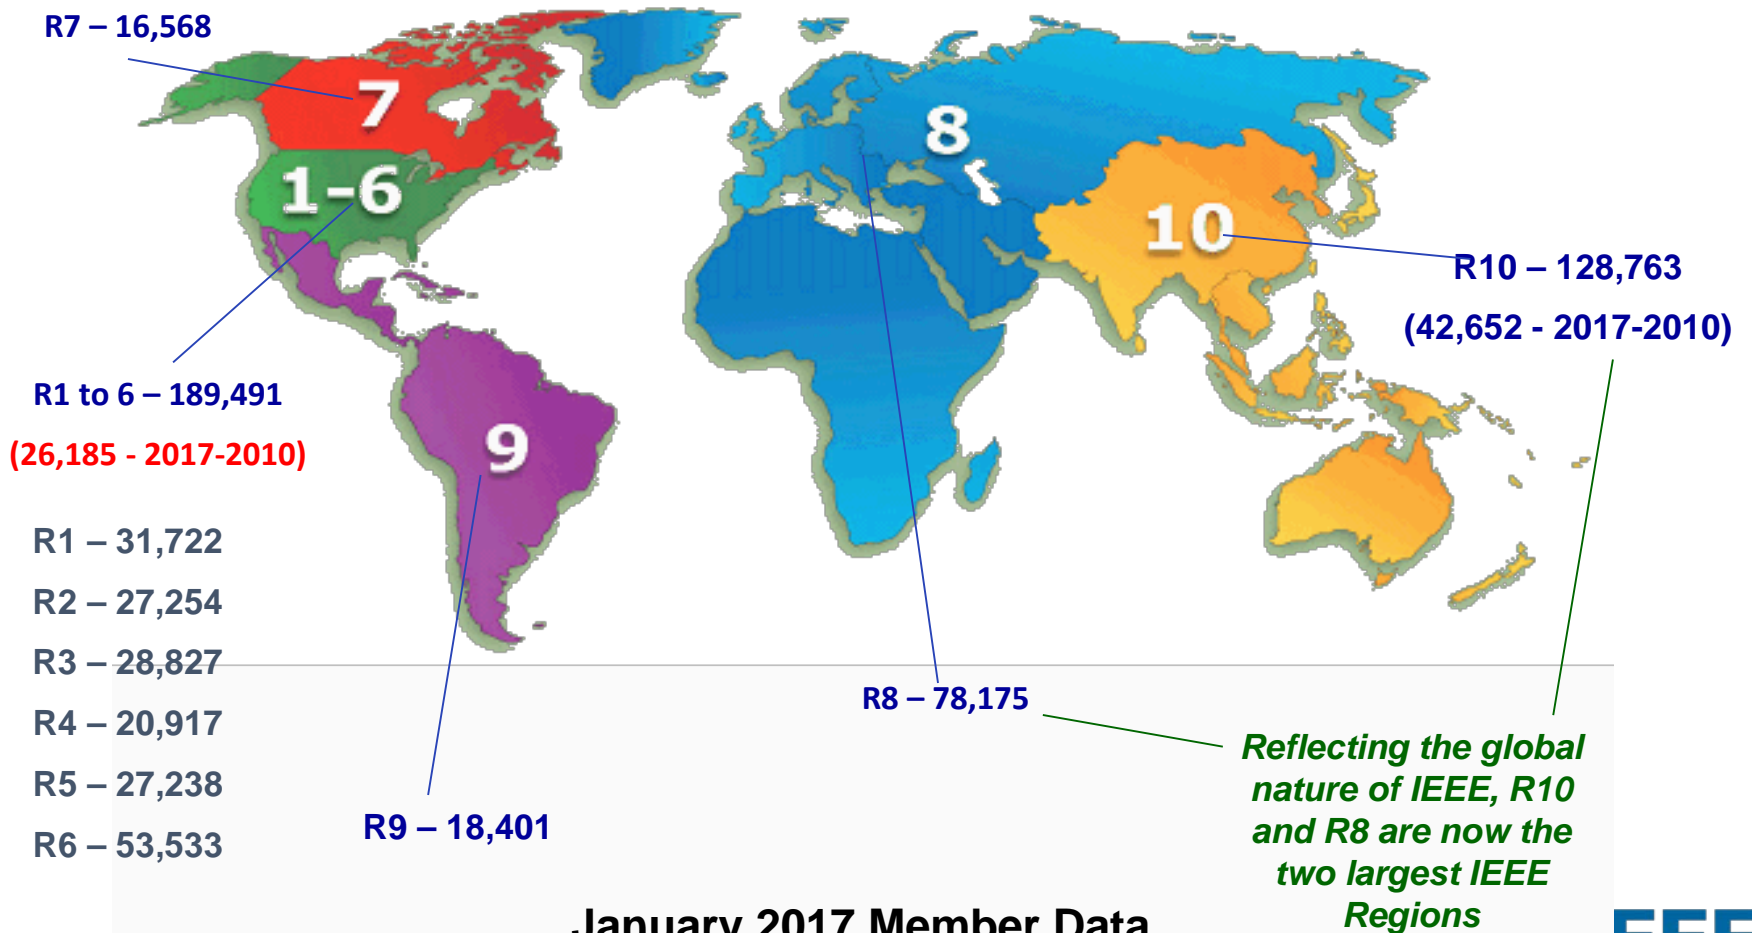 R7 – 16,568
7
8
1-6
10
R10 – 128,763
(42,652 - 2017-2010)
R1 to 6 – 189,491
(26,185 - 2017-2010)
9
R1 – 31,722
R2 – 27,254
R3 – 28,827
R4 – 20,917
R5 – 27,238
R6 – 53,533
R9 – 18,401
R8 – 78,175
Reflecting the global
nature of IEEE, R10
and R8 are now the
two largest IEEE
Regions
January 2017 Member Data